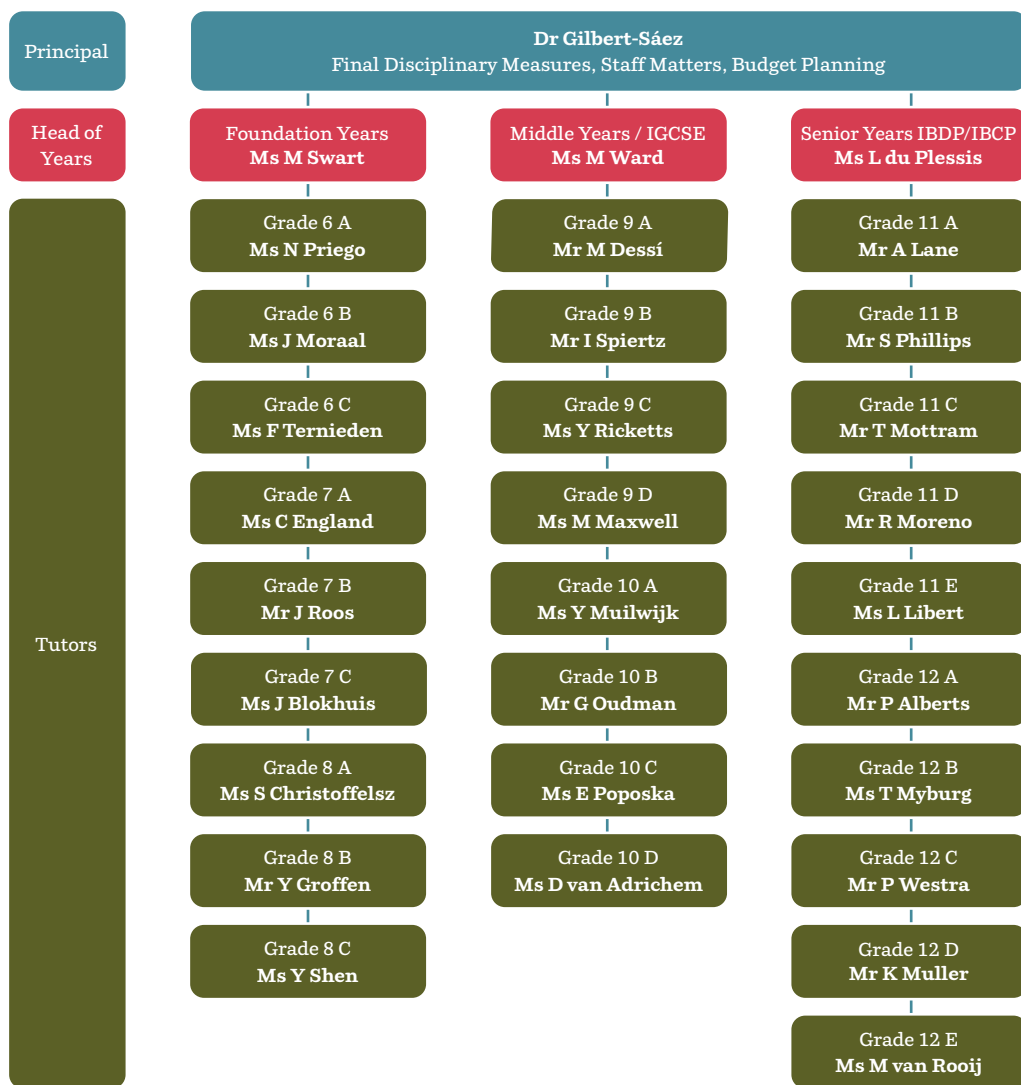 Principal
Dr Gilbert-Sáez
Final Disciplinary Measures, Staff Matters, Budget Planning
Head of
Years
Foundation Years
Ms M Swart
Middle Years / IGCSE
Ms M Ward
Senior Years IBDP/IBCP
Ms L du Plessis
Tutors
Grade 6 A
Ms N Priego
Grade 6 B
Ms J Moraal
Grade 6 C
Ms F Ternieden
Grade 7 A
Ms C England
Grade 7 B
Mr J Roos
Grade 7 C
Ms J Blokhuis
Grade 8 A
Ms S Christoffelsz
Grade 8 B
Mr Y Groffen
Grade 8 C
Ms Y Shen
Grade 9 A
Mr M Dessí
Grade 9 B
Mr I Spiertz
Grade 9 C
Ms Y Ricketts
Grade 9 D
Ms M Maxwell
Grade 10 A
Ms Y Muilwijk
Grade 10 B
Mr G Oudman
Grade 10 C
Ms E Poposka
Grade 10 D
Ms D van Adrichem
Grade 11 A
Mr A Lane
Grade 11 B
Mr S Phillips
Grade 11 C
Mr T Mottram
Grade 11 D
Mr R Moreno
Grade 11 E
Ms L Libert
Grade 12 A
Mr P Alberts
Grade 12 B
Ms T Myburg
Grade 12 C
Mr P Westra
Grade 12 D
Mr K Muller
Grade 12 E
Ms M van Rooij